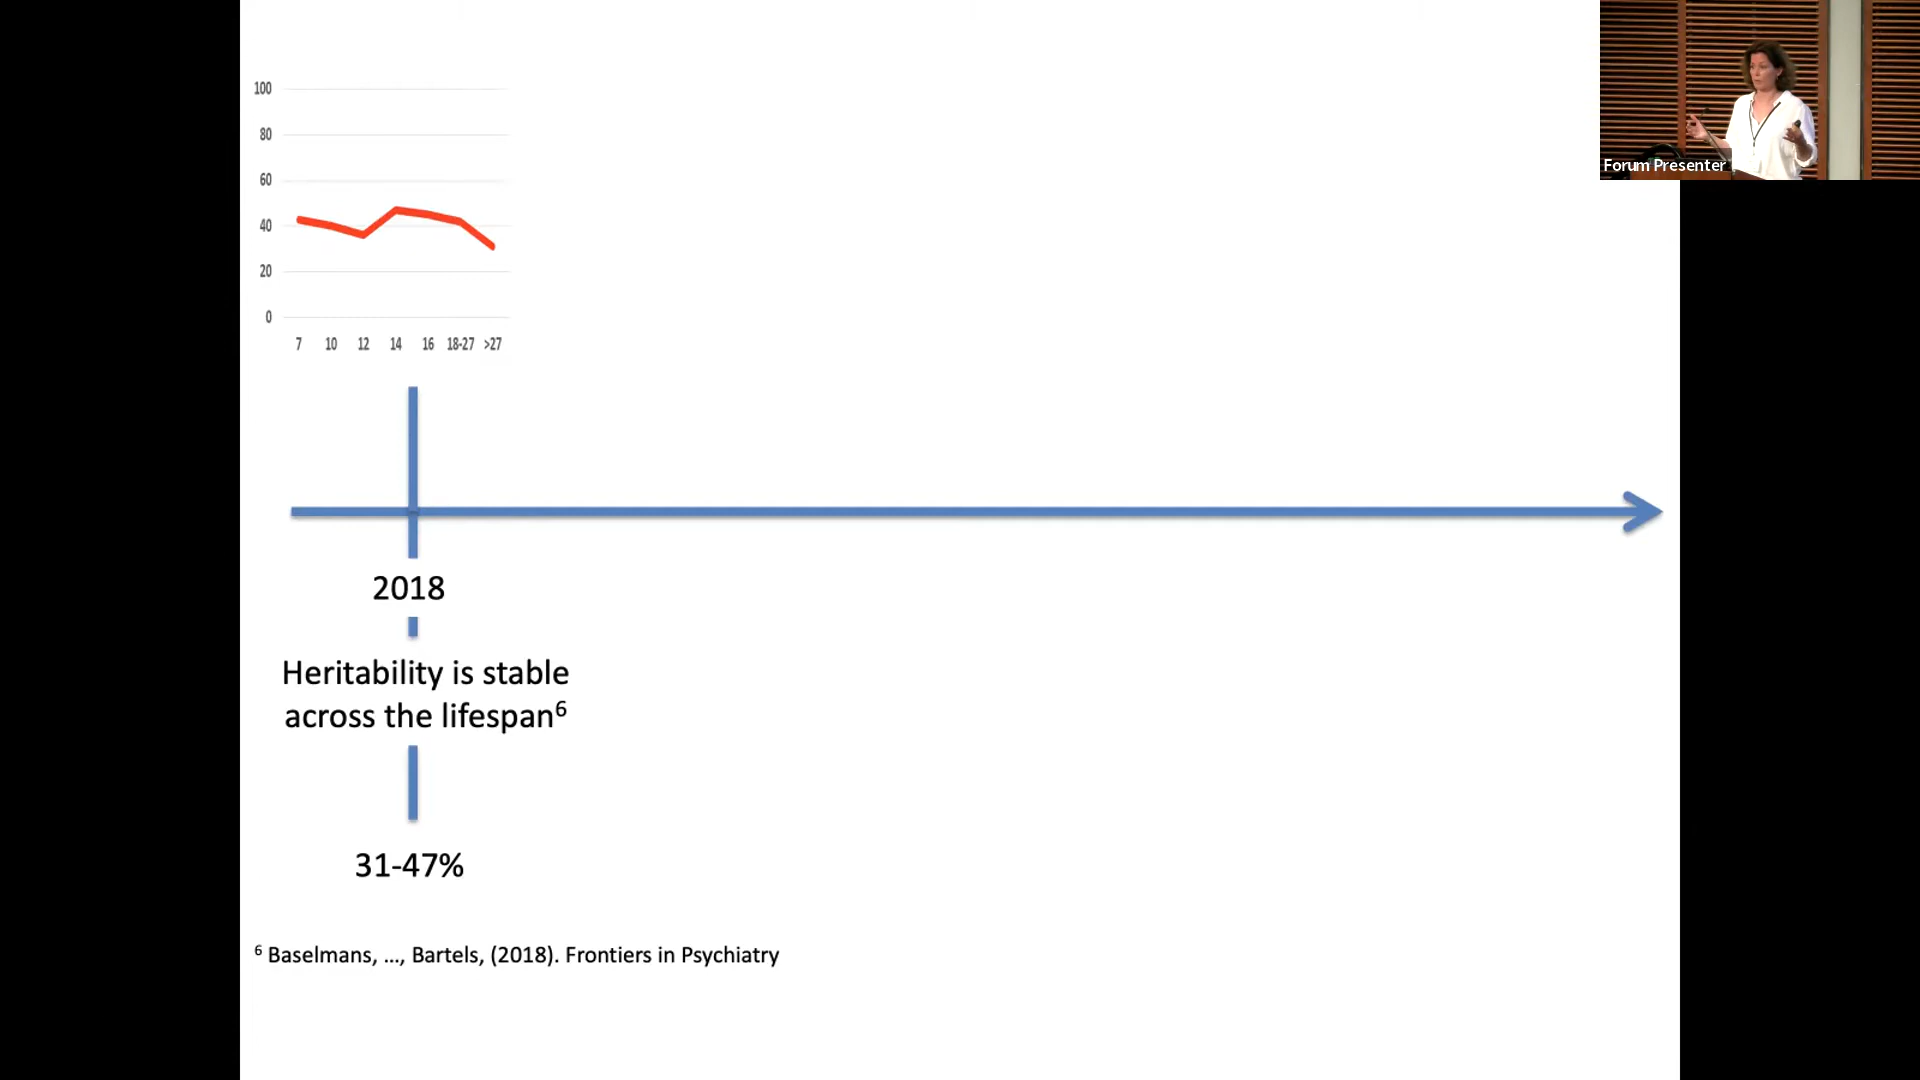 100
80
60
40
20
0
7 10 12 14 16 18-27 >27
2018
Heritability is stable
across the lifespan⁶
31-47%
⁶ Baselmans, ..., Bartels, (2018). Frontiers in Psychiatry
Forum Presenter